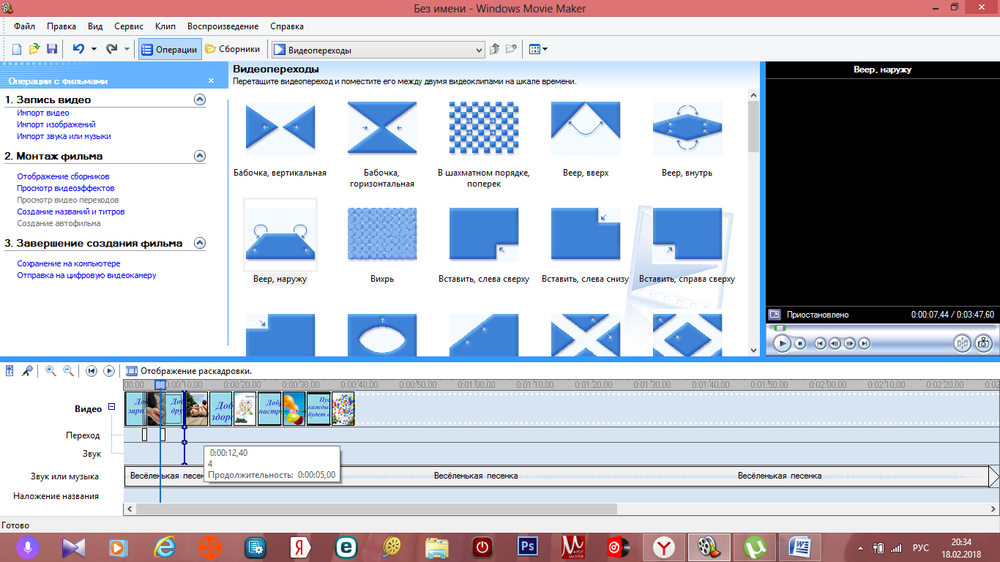 Без имени - Windows Movie Maker
Файл Правка Вид Сервис Клип Воспроизведение Справка
Операции Сборники Видеопереходы
Операции с фильмами
1. Запись видео
Импорт видео
Импорт изображений
Импорт звука или музыки
2. Монтаж фильма
Отображение сборников
Просмотр видеоэффектов
Просмотр видео переходов
Создание названий и титров
Создание автофильма
3. Завершение создания фильма
Сохранение на компьютере
Отправка на цифровую видеокамеру
Видеопереходы
Перетащите видеопереход и поместите его между двумя видеоклипами на шкале времени.
Бабочка, вертикальная
Бабочка,
горизонтальная
В шахматном порядке,
поперек
Веер, вверх
Веер, внутрь
Веер, наружу
Вихрь
Вставить, слева сверху
Вставить, слева снизу
Вставить, справа сверху
Веер, наружу
Приостановлено 0:00:07,44 / 0:03:47,60
Отображение раскадровки.
00,00 0:00:10,00 0:00:20,00 0:00:30,00 0:00:40,00 0:00:50,00 0:01:00,00 0:01:10,00 0:01:20,00 0:01:30,00 0:01:40,00 0:01:50,00 0:02:00,00 0:02:10,00 0:02:20,00 0:02
Видео
Переход
Звук
Звук или музыка
Наложение названия
0:00:12,40
4
Продолжительность: 0:00:05,00
Весёленькая песен Весёленькая песенка Весёленькая песенка
Готово
РУС
20:34
18.02.2018